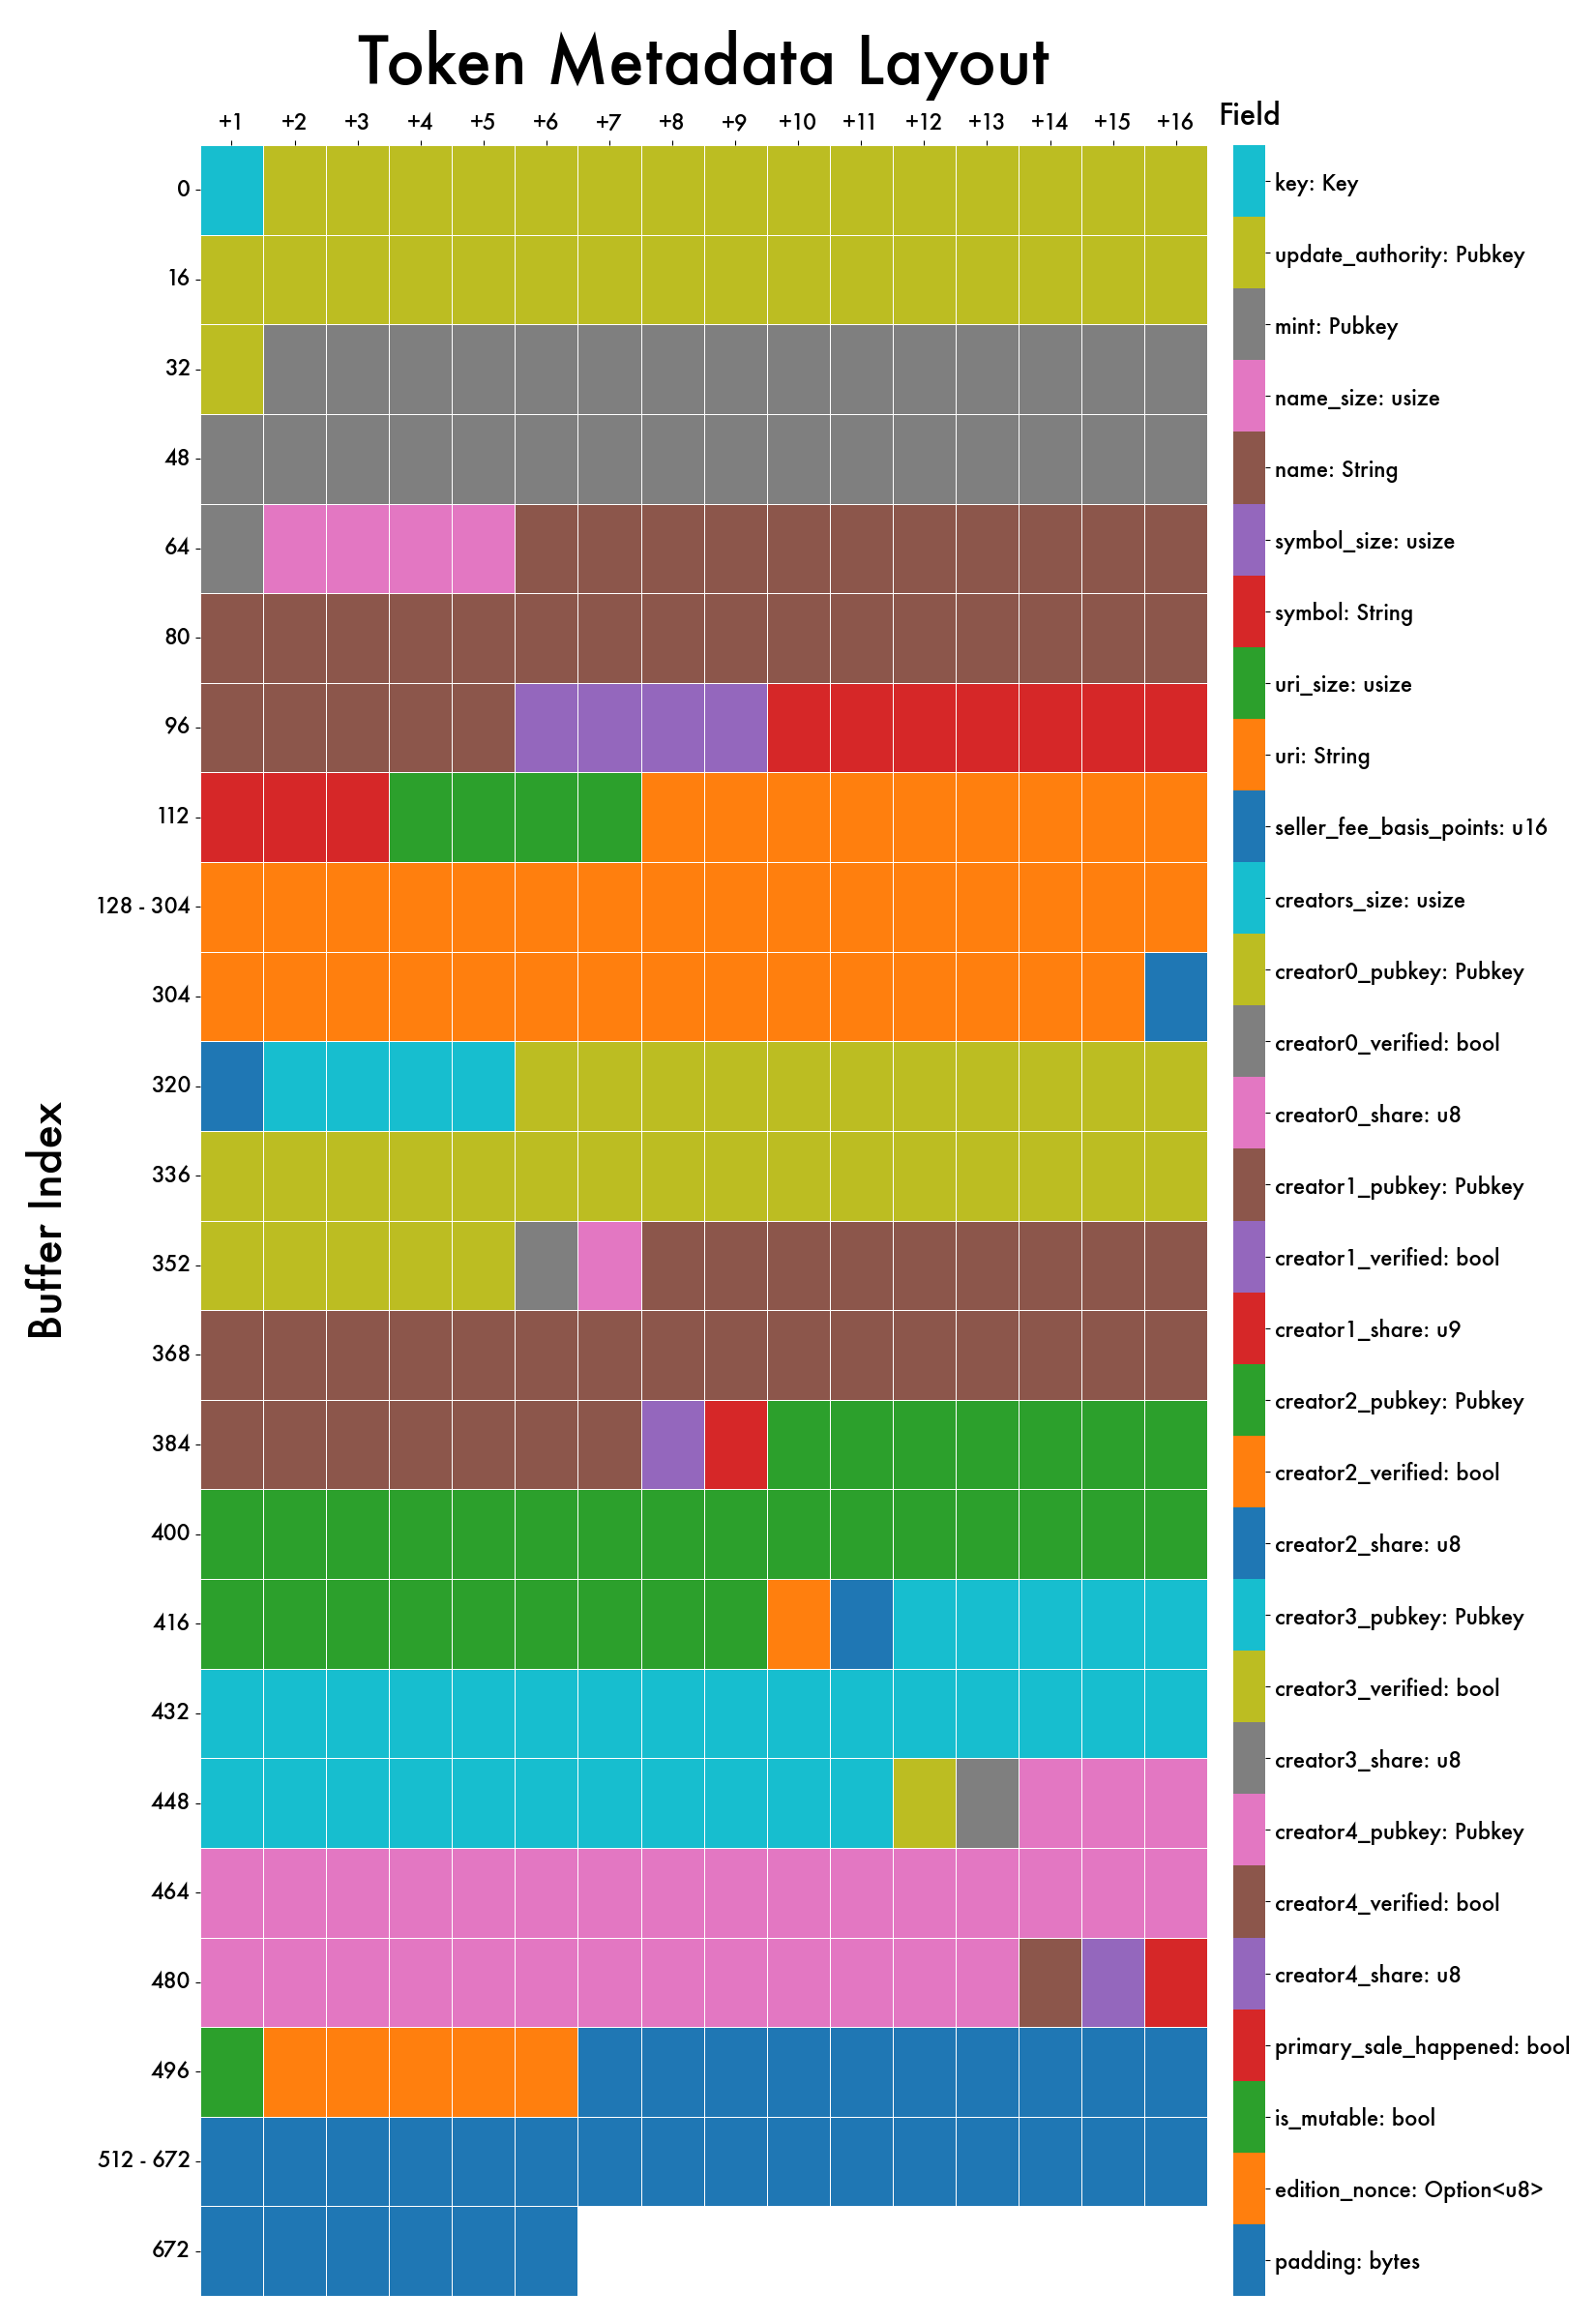 Token Metadata Layout
+1 +2 +3 +4 +5 +6 +7 +8 +9 +10 +11 +12 +13 +14 +15 +16
Buffer Index
0
16
32
48
64
80
96
112
128 - 304
304
320
336
352
368
384
400
416
432
448
464
480
496
512 - 672
672
Field
key: Key
update_authority: Pubkey
mint: Pubkey
name_size: usize
name: String
symbol_size: usize
symbol: String
uri_size: usize
uri: String
seller_fee_basis_points: u16
creators_size: usize
creator0_pubkey: Pubkey
creator0_verified: bool
creator0_share: u8
creator1_pubkey: Pubkey
creator1_verified: bool
creator1_share: u9
creator2_pubkey: Pubkey
creator2_verified: bool
creator2_share: u8
creator3_pubkey: Pubkey
creator3_verified: bool
creator3_share: u8
creator4_pubkey: Pubkey
creator4_verified: bool
creator4_share: u8
primary_sale_happened: bool
is_mutable: bool
edition_nonce: Option<u8>
padding: bytes